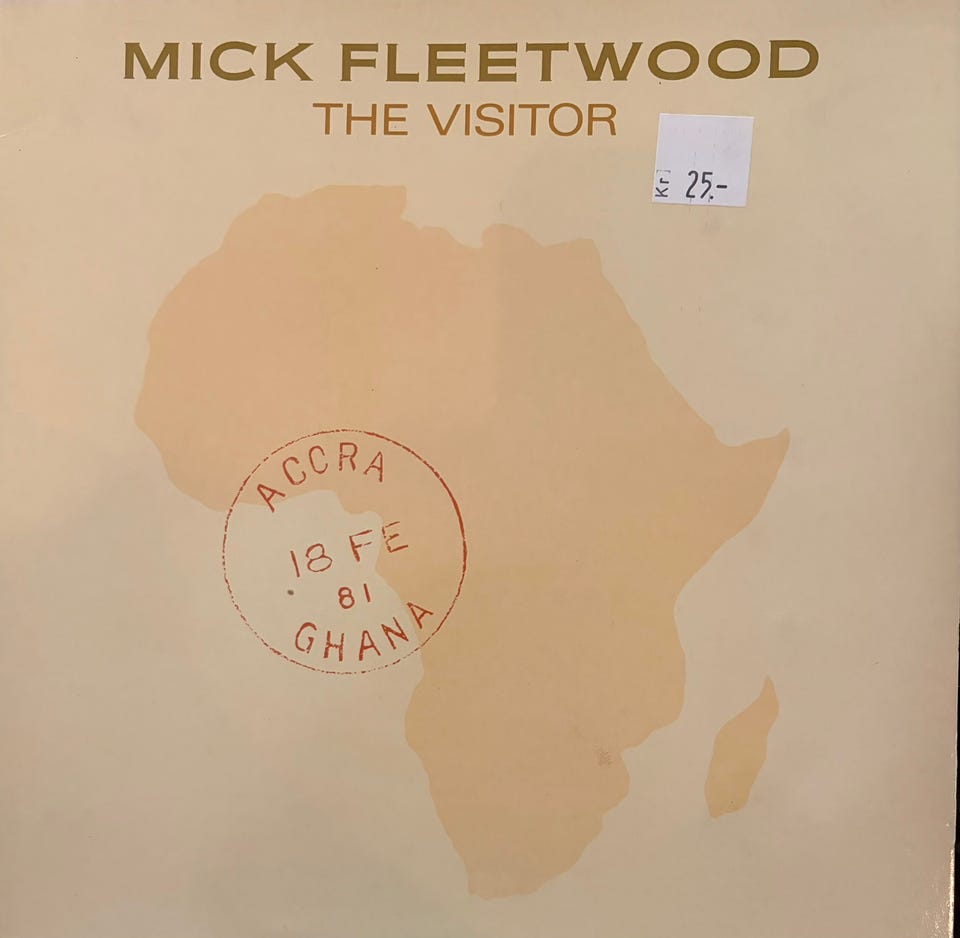 MICK FLEETWOOD
THE VISITOR
Kr. 25.-
ACCRA
18 FE
81
GHANA